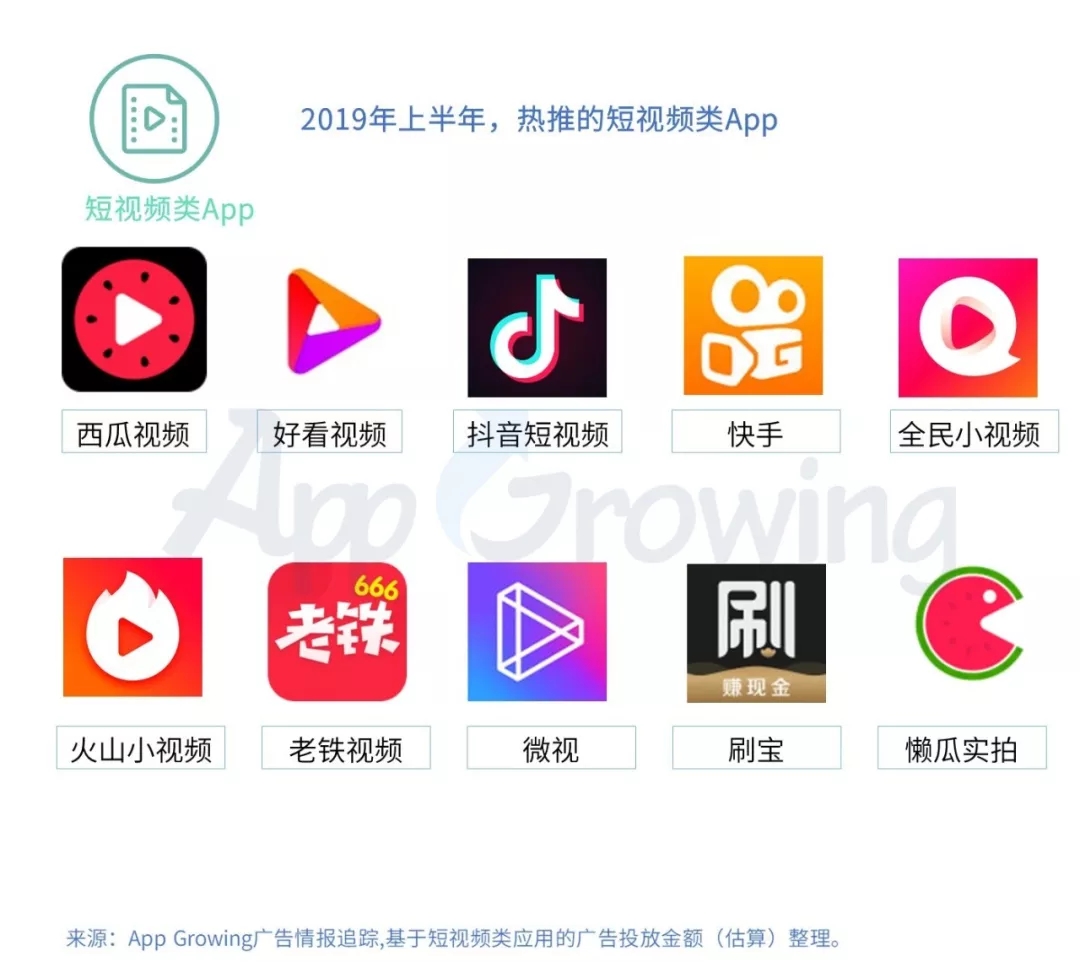 2019年上半年，热推的短视频类App
短视频类App
西瓜视频
好看视频
抖音短视频
快手
全民小视频
App Growing
666
老铁
刷
赚现金
火山小视频
老铁视频
微视
刷宝
懒瓜实拍
来源：App Growing广告情报追踪,基于短视频类应用的广告投放金额（估算）整理。